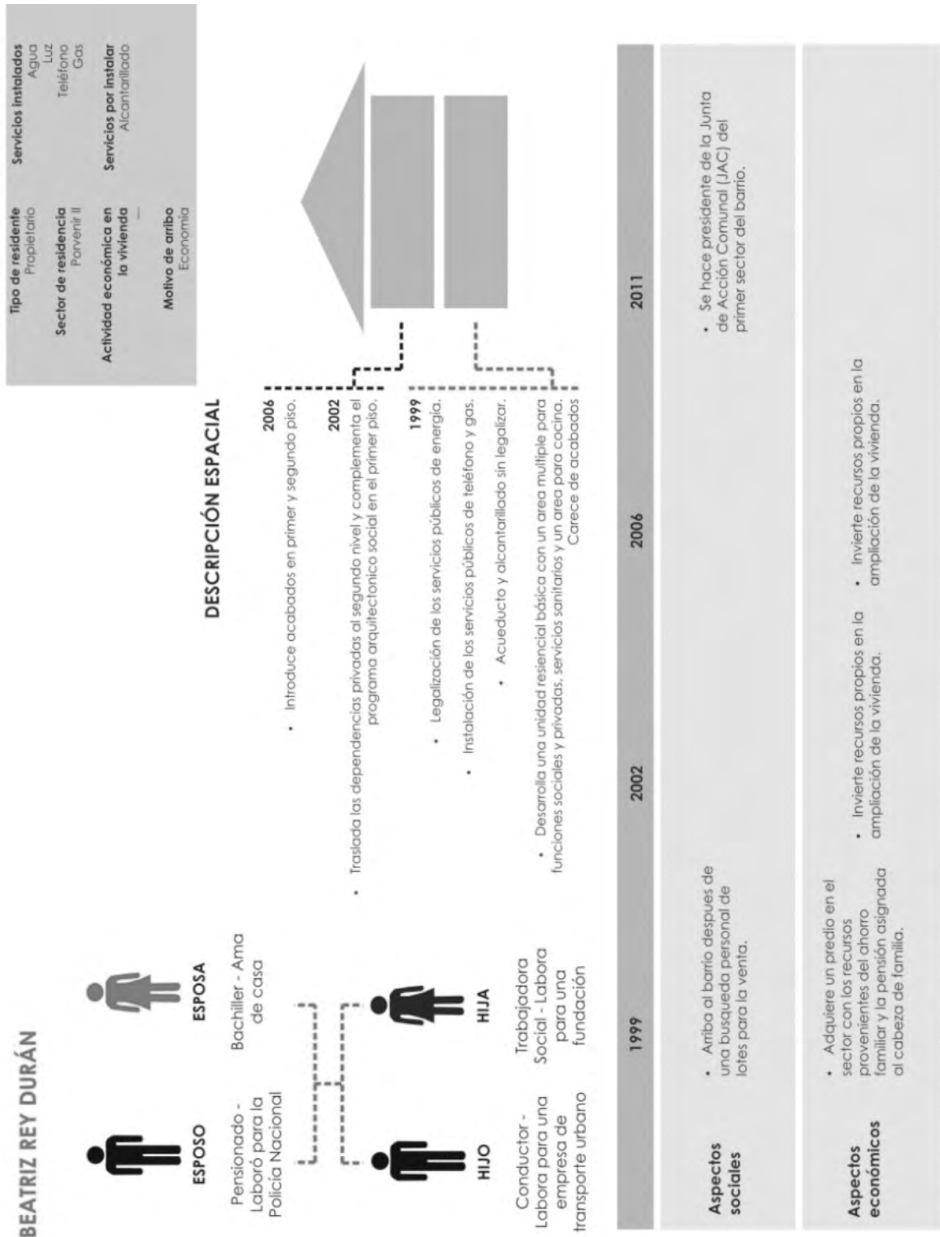 BEATRIZ REY DURÁN
ESPOSO
Pensionado -
Laboró para la
Policía Nacional
ESPOSA
Bachiller - Ama
de casa
HIJO
Conductor -
Labora para una
empresa de
transporte urbano
HIJA
Trabajadora
Social - Labora
para una
fundación
Tipo de residente
Propietario
Sector de residencia
Porvenir II
Actividad económica en
la vivienda
—
Motivo de arribo
Economía
Servicios instalados
Agua
Luz
Teléfono
Gas
Servicios por instalar
Alcantarillado
DESCRIPCIÓN ESPACIAL
2006
• Introduce acabados en primer y segundo piso.
2002
• Traslada las dependencias privadas al segundo nivel y complementa el
programa arquitectonico social en el primer piso.
1999
• Legalización de los servicios públicos de energía.
• Instalación de los servicios públicos de teléfono y gas.
• Acueducto y alcantarillado sin legalizar.
• Desarrolla una unidad resiencial básica con un area multiple para
funciones sociales y privadas, servicios sanitarios y un area para cocina.
Carece de acabados
1999
2002
2006
2011
Aspectos
sociales
• Arriba al barrio despues de
una busqueda personal de
lotes para la venta.
• Se hace presidente de la Junta
de Acción Comunal (JAC) del
primer sector del barrio.
Aspectos
económicos
• Adquiere un predio en el
sector con los recursos
provenientes del ahorro
familiar y la pensión asignada
al cabeza de familia.
• Invierte recursos propios en la
ampliación de la vivienda.
• Invierte recursos propios en la
ampliación de la vivienda.